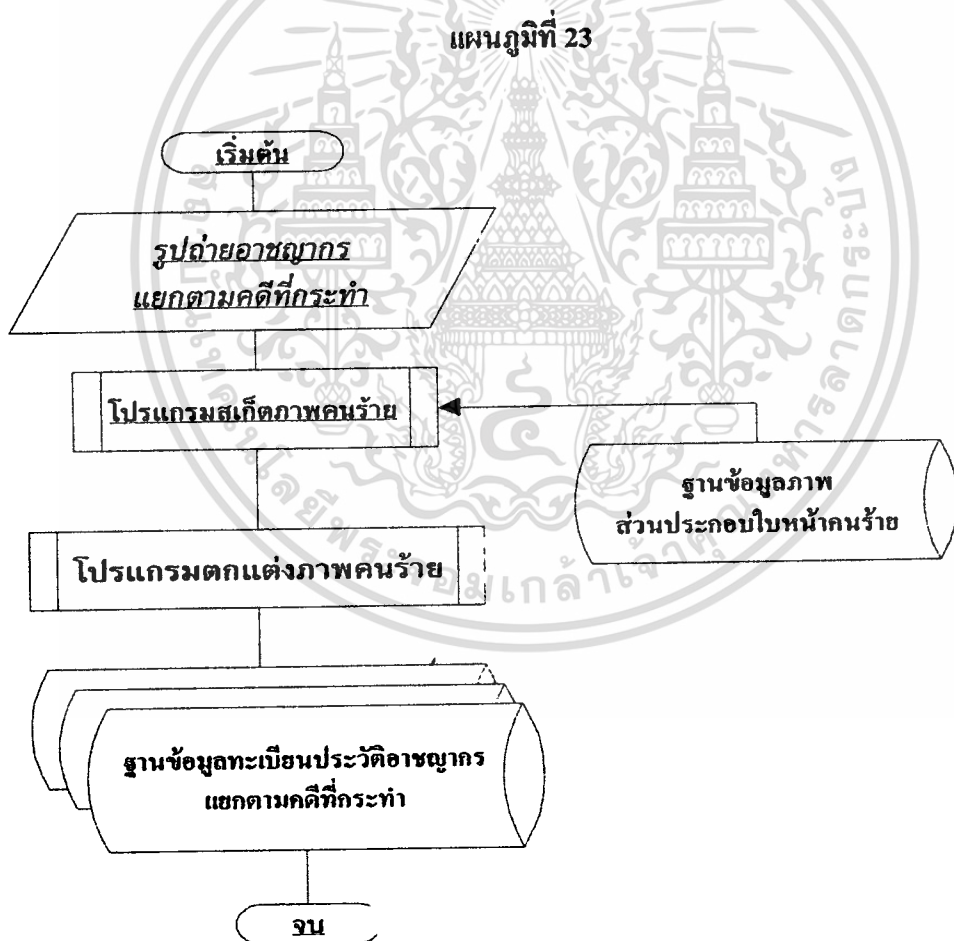 แผนภูมิที่ 23
เริ่มต้น
รูปถ่ายอาชญากร
แยกตามคดีที่กระทำ
โปรแกรมสเก็ตภาพคนร้าย
ฐานข้อมูลภาพ
ส่วนประกอบใบหน้าคนร้าย
โปรแกรมตกแต่งภาพคนร้าย
ฐานข้อมูลทะเบียนประวัติอาชญากร
แยกตามคดีที่กระทำ
จบ